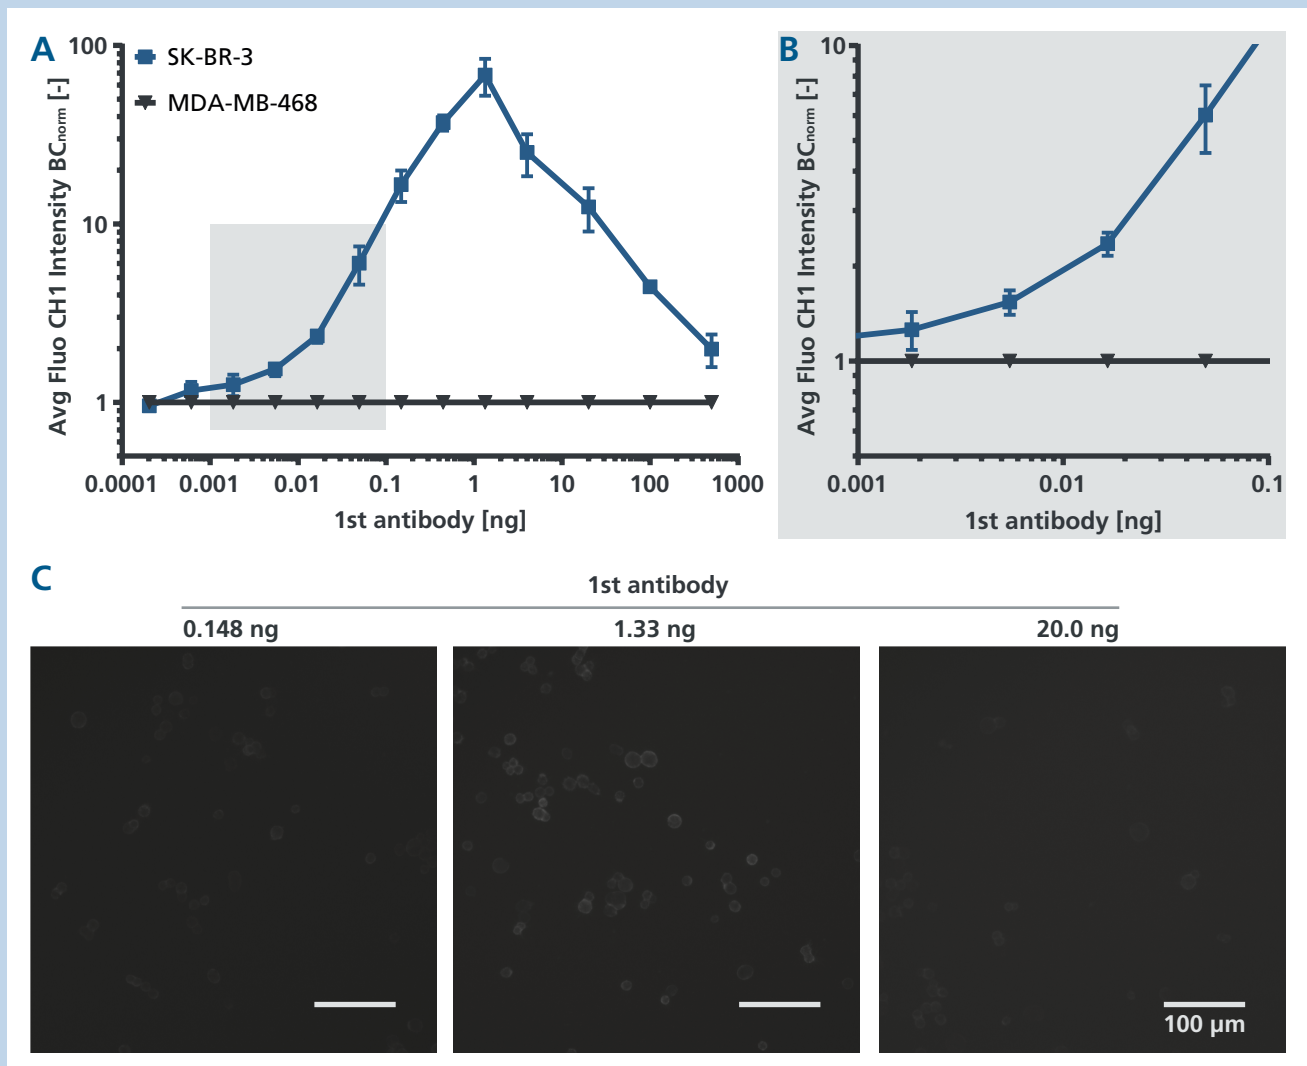 A
SK-BR-3
MDA-MB-468
Avg Fluo CH1 Intensity BCnorm [-]
100
10
1
0.0001 0.001 0.01 0.1 1 10 100 1000
1st antibody [ng]
B
Avg Fluo CH1 Intensity BCnorm [-]
10
1
0.001 0.01 0.1
1st antibody [ng]
C
1st antibody
0.148 ng 1.33 ng 20.0 ng
100 µm